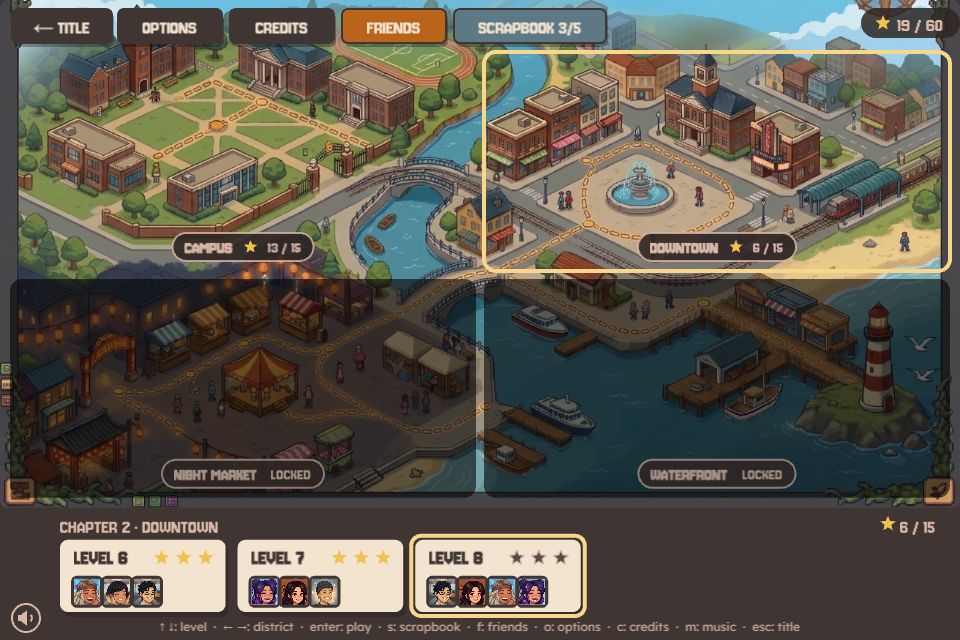 ← TITLE
OPTIONS
CREDITS
FRIENDS
SCRAPBOOK 3/5
19 / 60
CAMPUS 13 / 15
DOWNTOWN 6 / 15
NIGHT MARKET LOCKED
WATERFRONT LOCKED
CHAPTER 2 · DOWNTOWN
6 / 15
LEVEL 6
LEVEL 7
LEVEL 8
↑ ↓: level · ← →: district · enter: play · s: scrapbook · f: friends · o: options · c: credits · m: music · esc: title